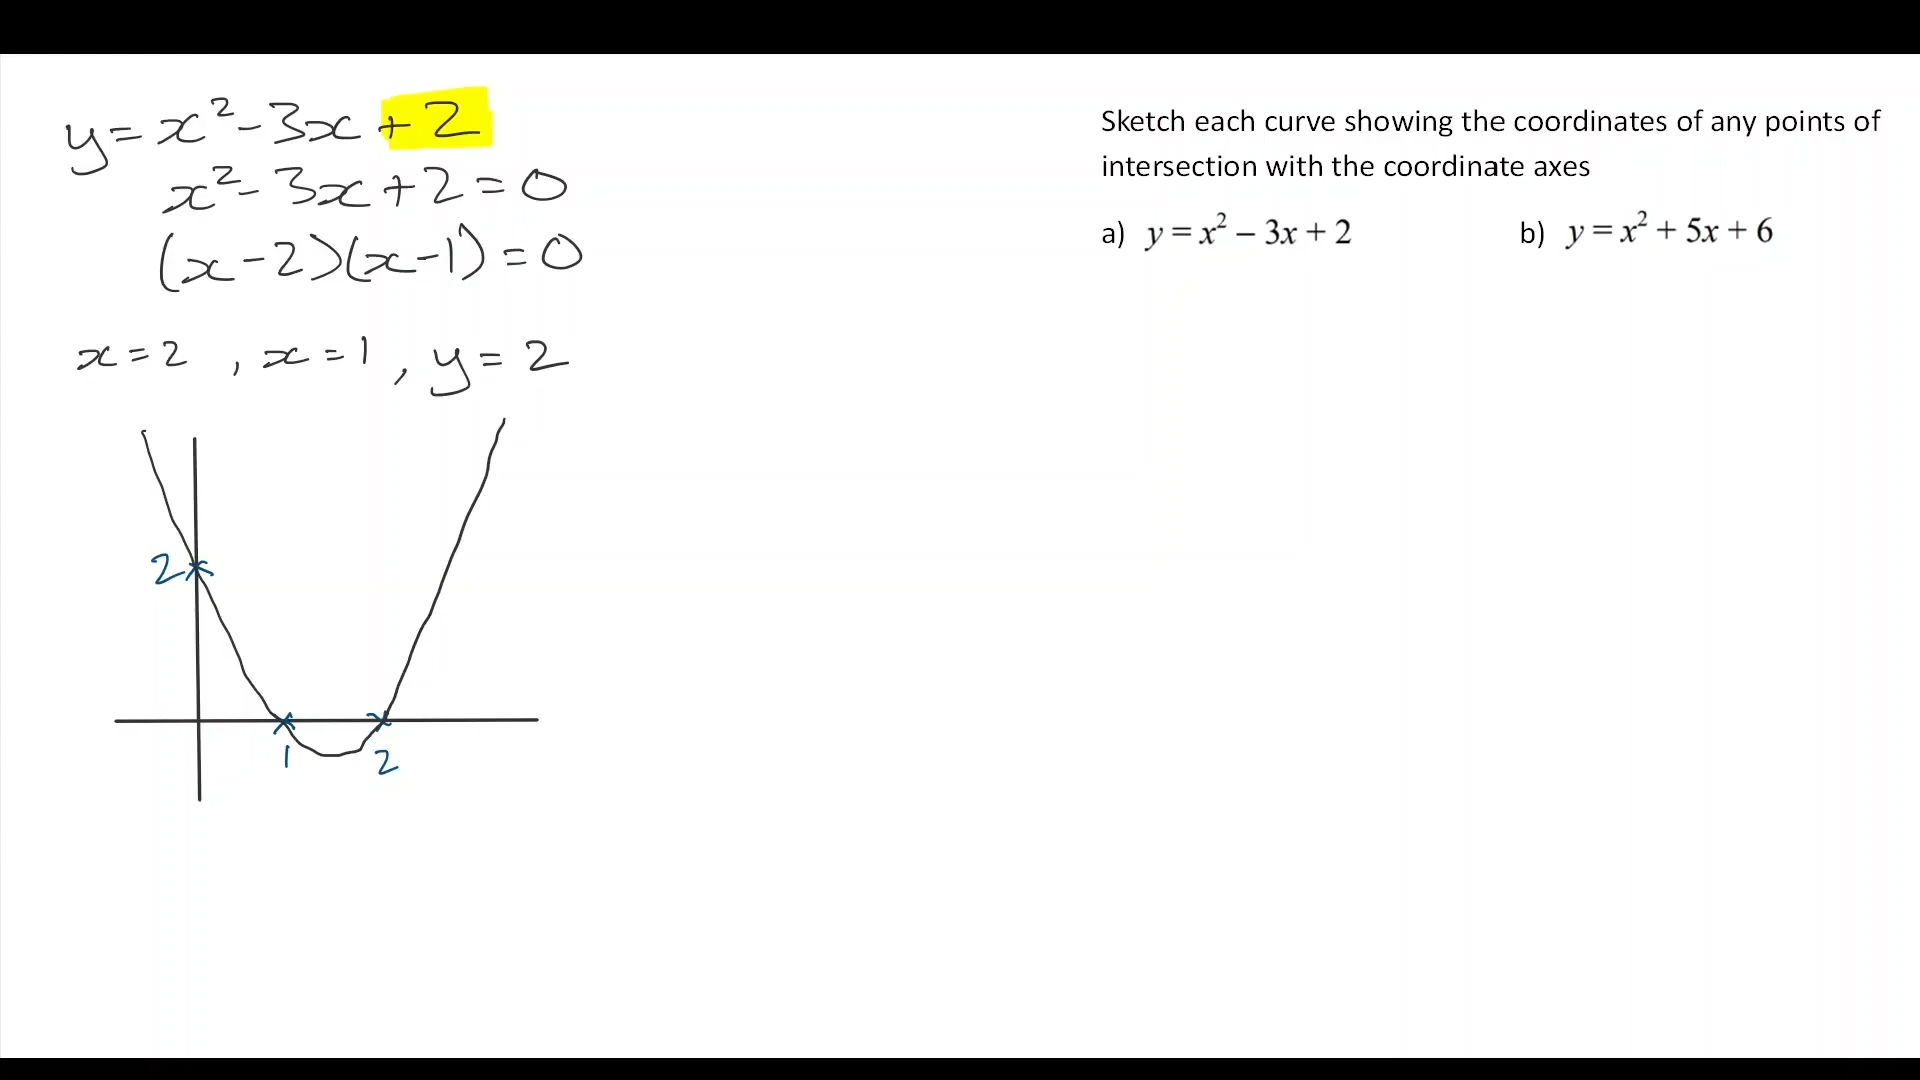 y = x² - 3x + 2
x² - 3x + 2 = 0
(x - 2)(x - 1) = 0
x = 2 , x = 1 , y = 2
2
1
2
Sketch each curve showing the coordinates of any points of
intersection with the coordinate axes
a) y = x² – 3x + 2 b) y = x² + 5x + 6